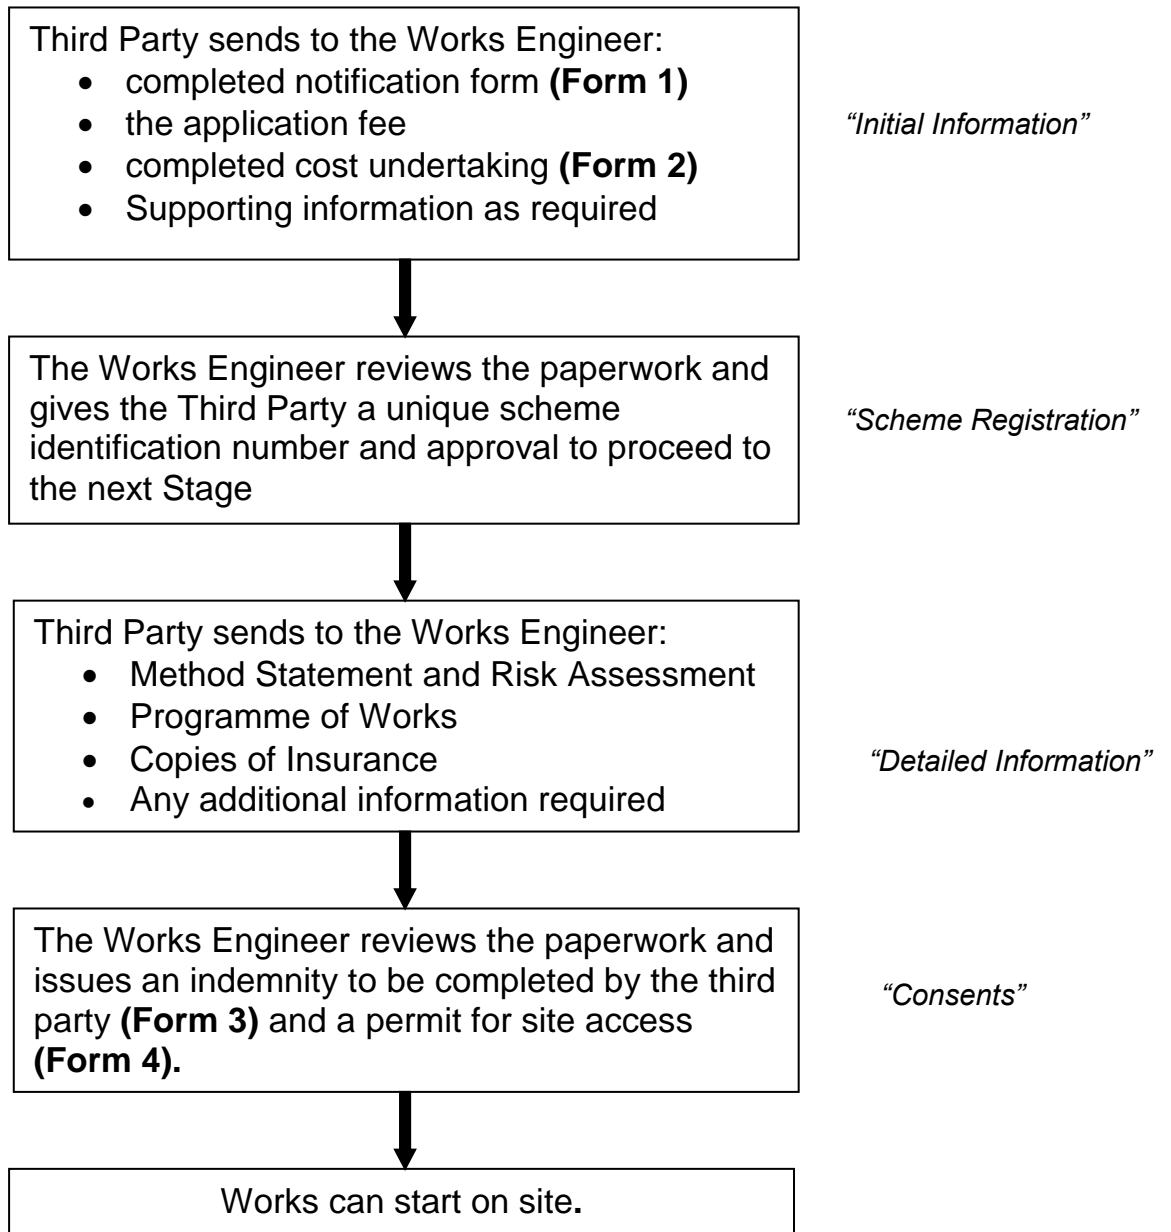 Third Party sends to the Works Engineer:
• completed notification form (Form 1)
• the application fee
• completed cost undertaking (Form 2)
• Supporting information as required
“Initial Information”
The Works Engineer reviews the paperwork and
gives the Third Party a unique scheme
identification number and approval to proceed to
the next Stage
“Scheme Registration”
Third Party sends to the Works Engineer:
• Method Statement and Risk Assessment
• Programme of Works
• Copies of Insurance
• Any additional information required
“Detailed Information”
The Works Engineer reviews the paperwork and
issues an indemnity to be completed by the third
party (Form 3) and a permit for site access
(Form 4).
“Consents”
Works can start on site.